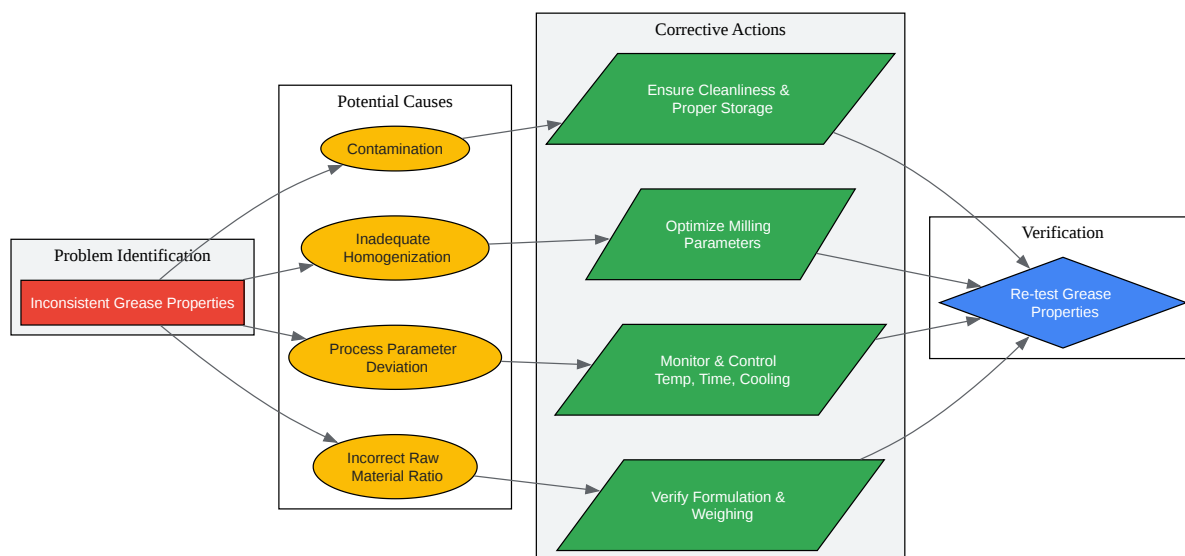 Problem Identification
Inconsistent Grease Properties
Potential Causes
Contamination
Inadequate
Homogenization
Process Parameter
Deviation
Incorrect Raw
Material Ratio
Corrective Actions
Ensure Cleanliness &
Proper Storage
Optimize Milling
Parameters
Monitor & Control
Temp, Time, Cooling
Verify Formulation &
Weighing
Verification
Re-test Grease
Properties